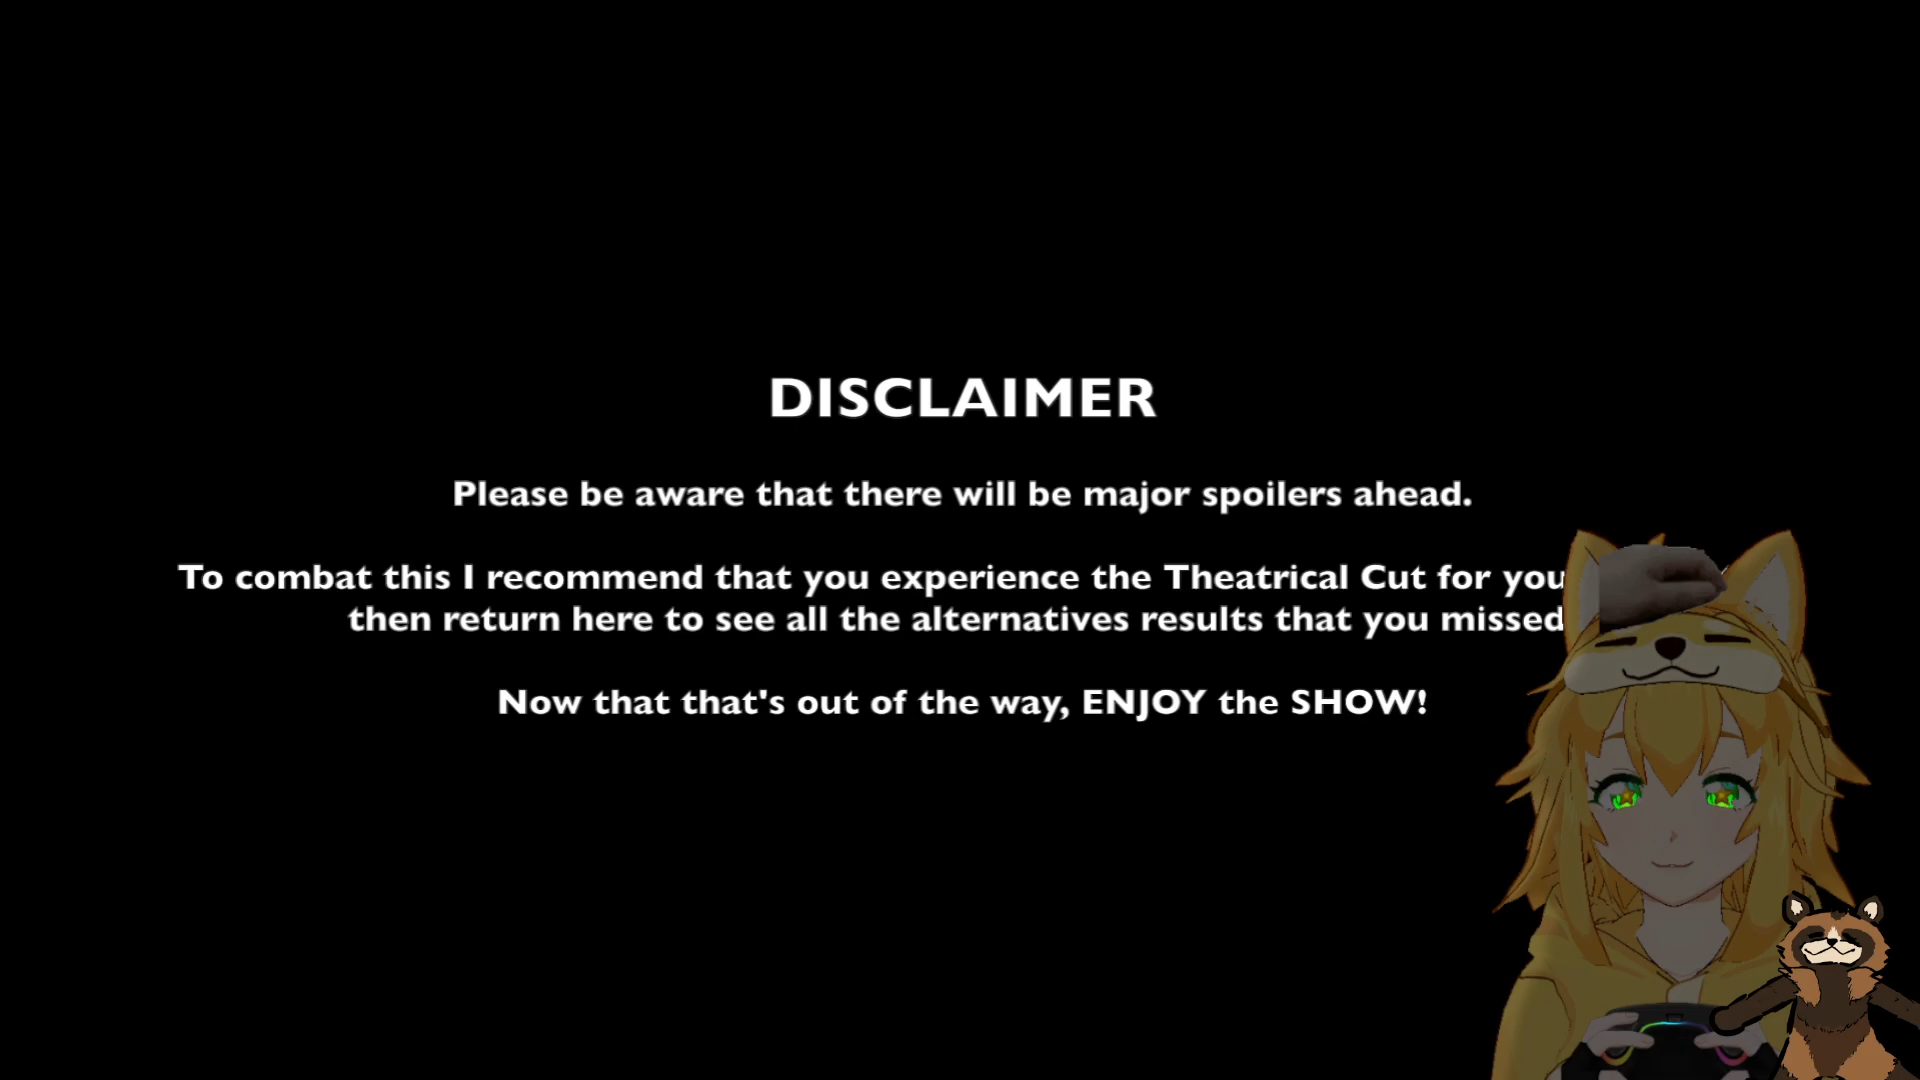 DISCLAIMER
Please be aware that there will be major spoilers ahead.
To combat this I recommend that you experience the Theatrical Cut for you
then return here to see all the alternatives results that you missed
Now that that's out of the way, ENJOY the SHOW!